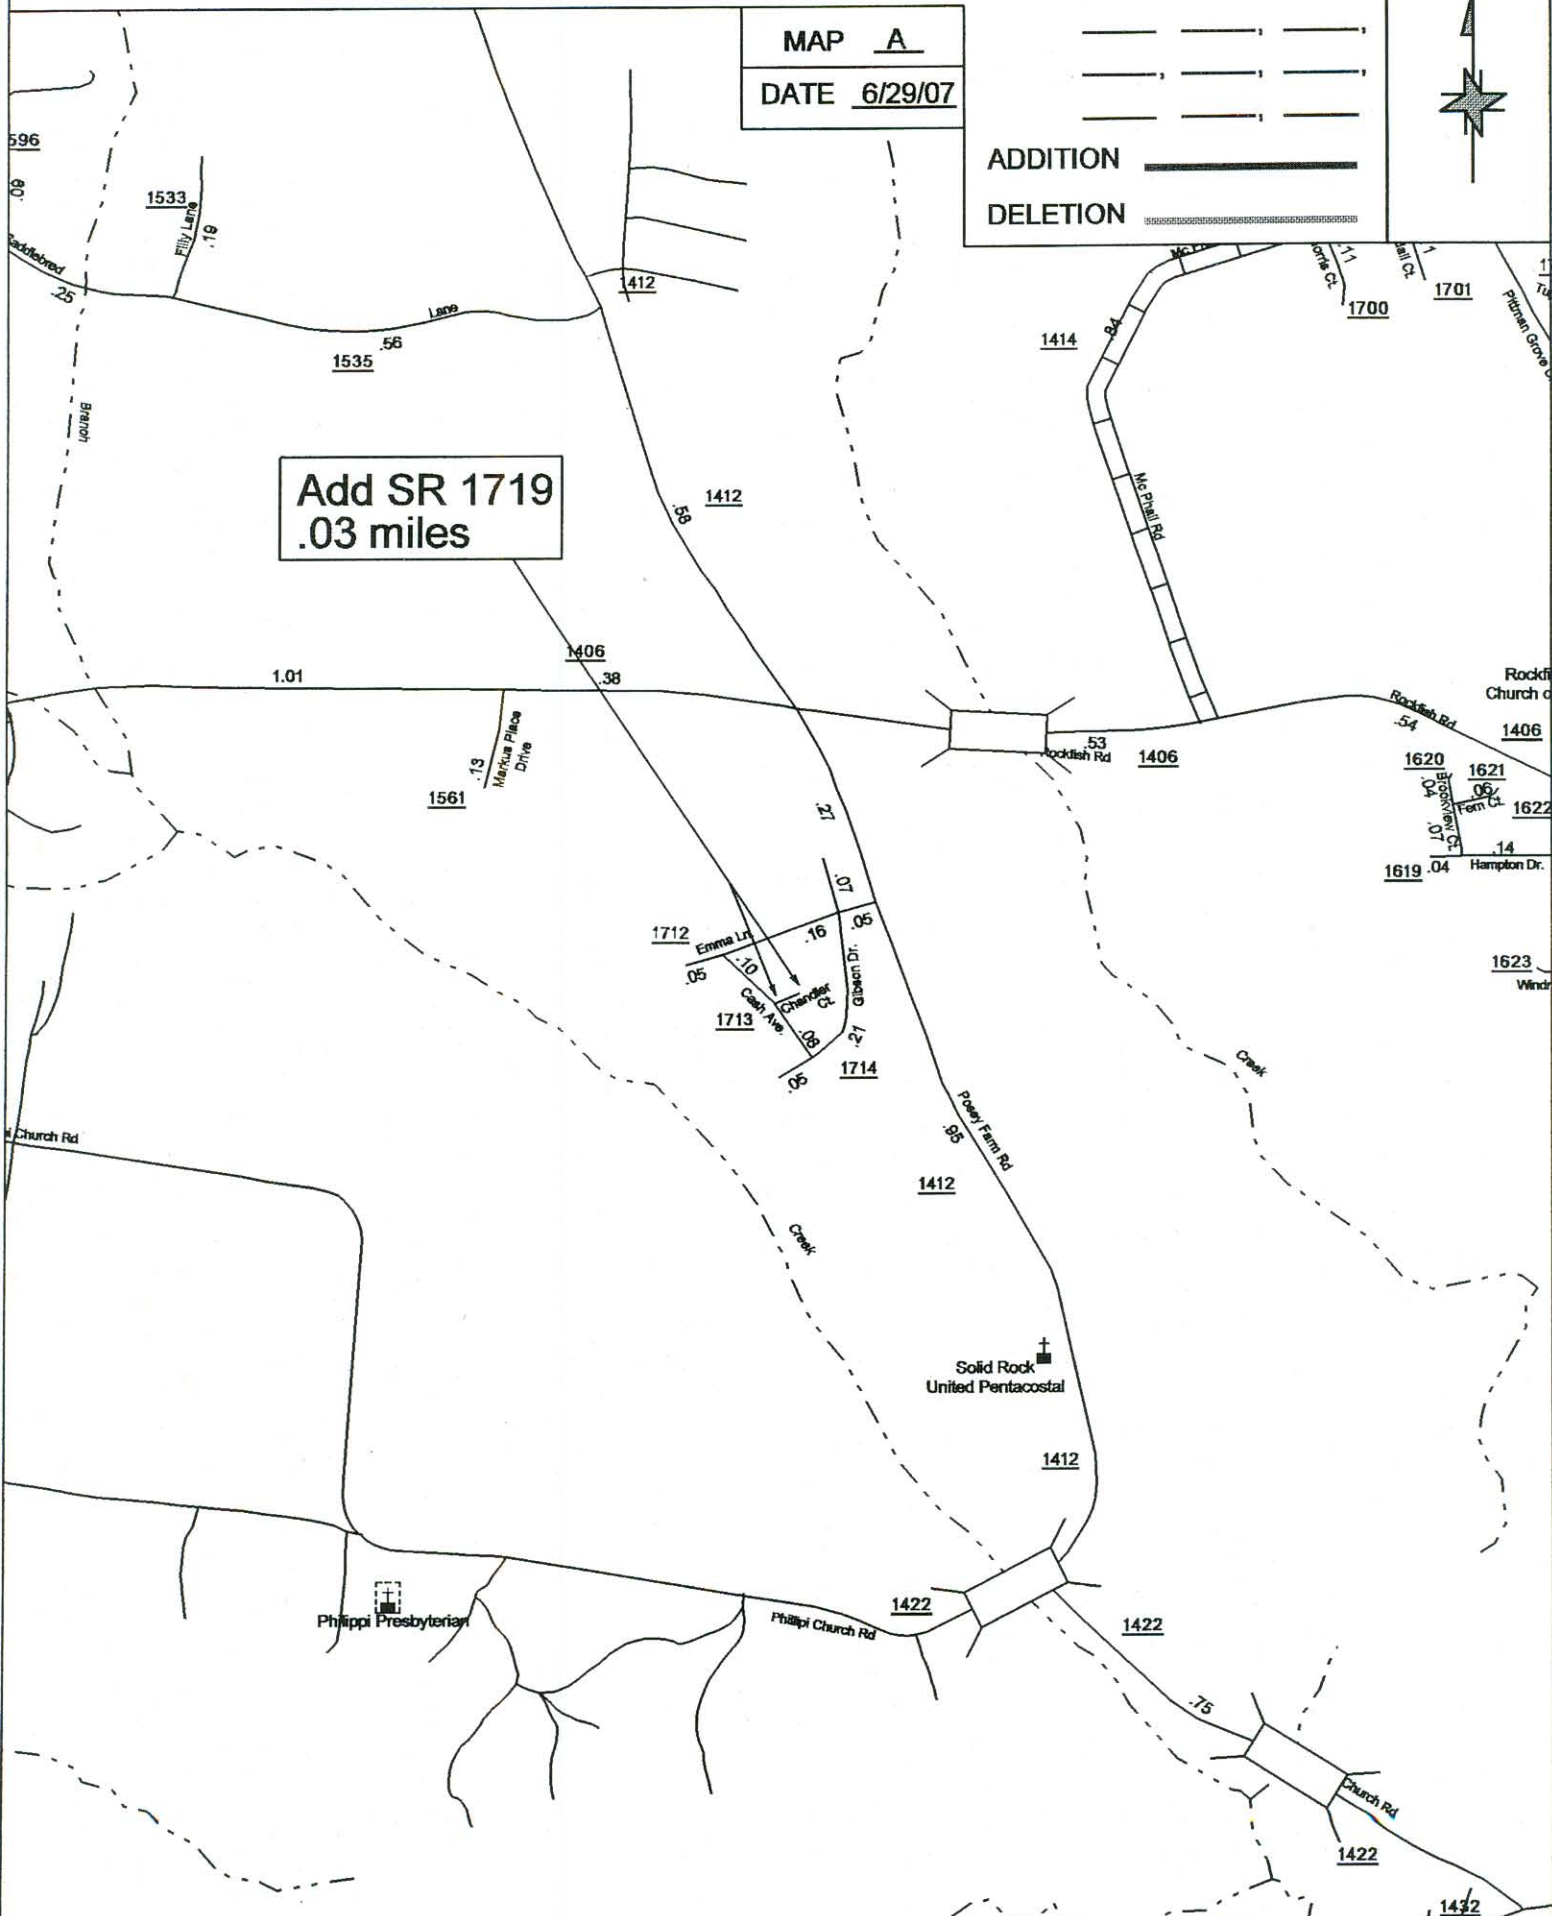 MAP A
DATE 6/29/07
ADDITION
DELETION
596
.09
1533
Filly Lane
.19
Saddlebred
.25
Lane
.56
1535
1412
Branch
Add SR 1719
.03 miles
.58
1412
1414
.84
Mc Phail Rd
.11
1700
1701
Pittman Grove
1406
1.01
.38
.13
Markus Place
Drive
1561
.53
Rockfish Rd
1406
Rockfish Rd
.54
1406
1620
.04
Brookview Ct.
.07
1621
.06
Fern Ct.
1622
.14
1619 .04
Hampton Dr.
1623
.27
.07
.05
1712
Emma Ln.
.16
.05
.10
Gibson Dr.
Chandler
Ct.
Cash Ave.
1713
.08
.21
.05
1714
Creek
Posey Farm Rd
.95
1412
Church Rd
Creek
Solid Rock
United Pentacostal
1412
Philippi Presbyterian
Phillipi Church Rd
1422
1422
.75
Church Rd
1422
1432